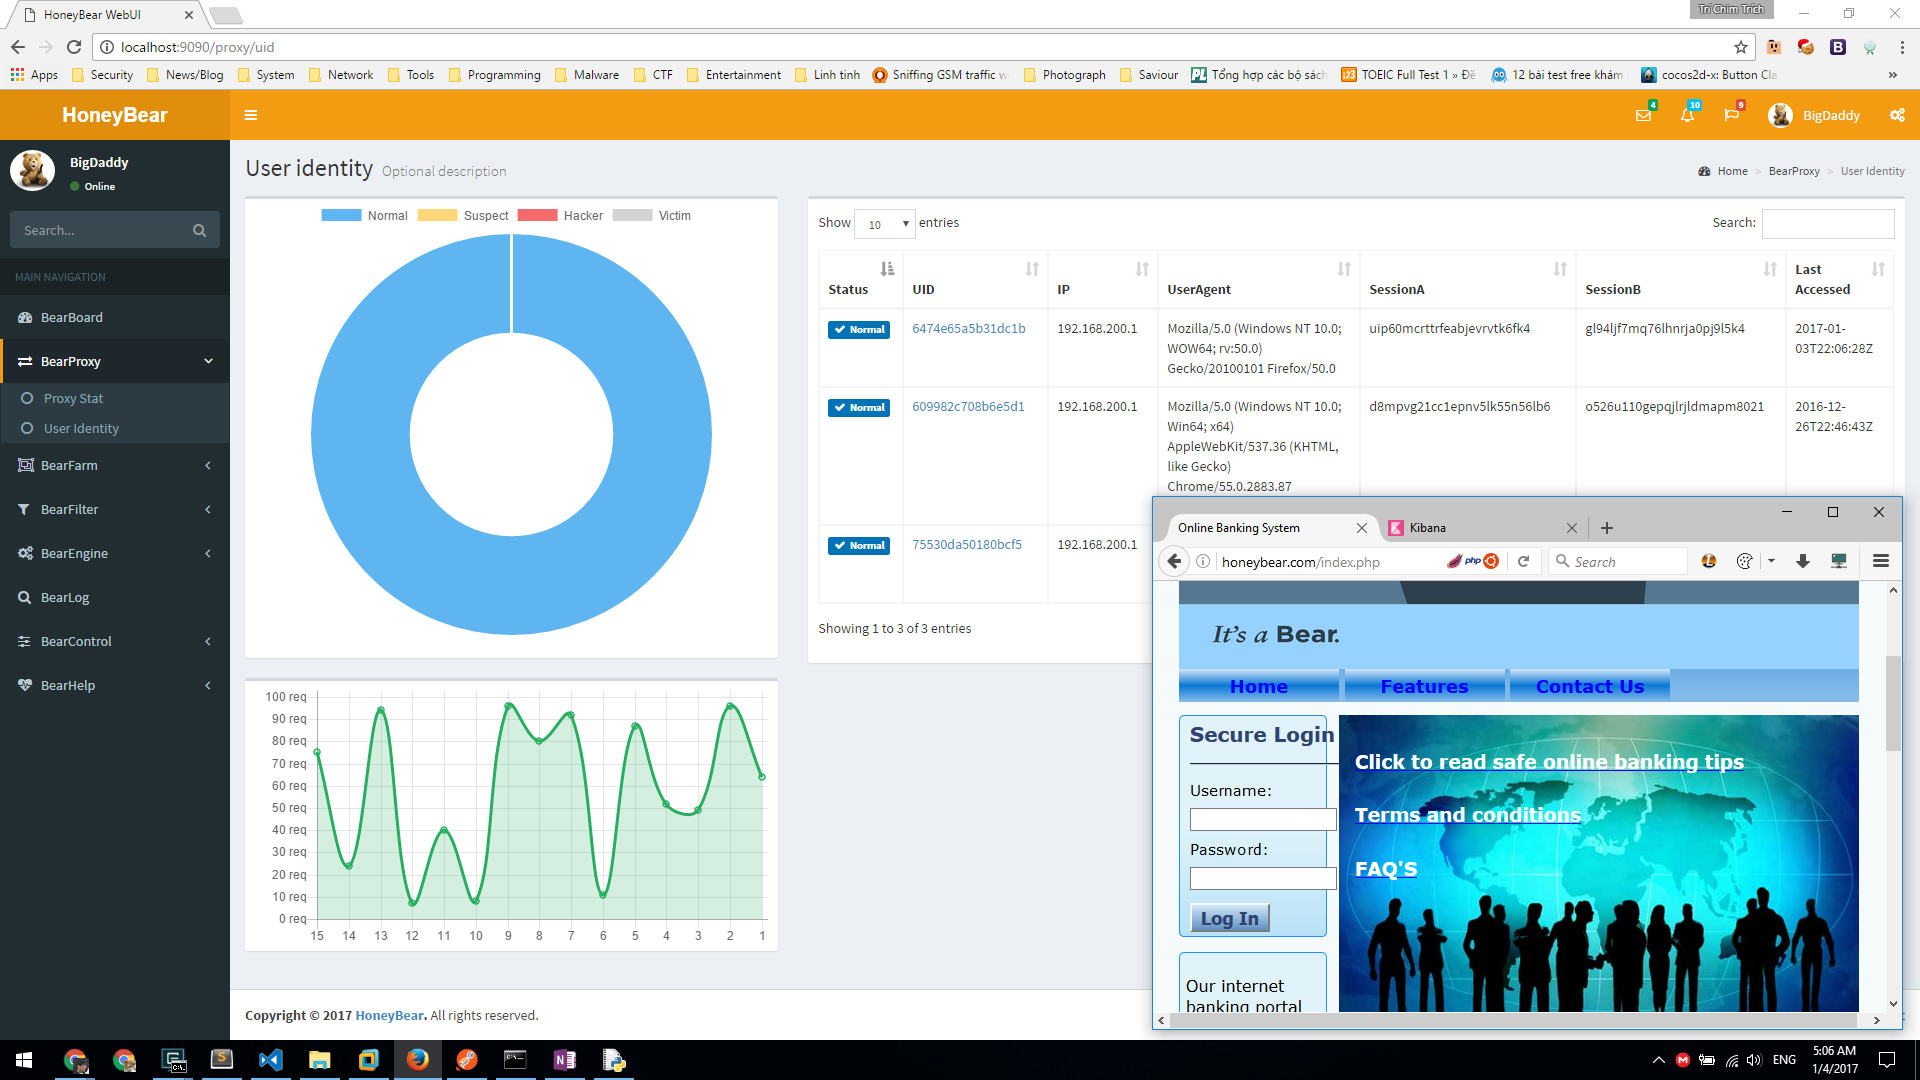 HoneyBear WebUI
Trí Chim Trích
localhost:9090/proxy/uid
Apps
Security
News/Blog
System
Network
Tools
Programming
Malware
CTF
Entertainment
Linh tinh
Sniffing GSM traffic w
Photograph
Saviour
Tổng hợp các bộ sách
TOEIC Full Test 1 » Đề
12 bài test free khám
cocos2d-x: Button Cla
HoneyBear
4
10
9
BigDaddy
BigDaddy
Online
Search...
MAIN NAVIGATION
BearBoard
BearProxy
Proxy Stat
User Identity
BearFarm
BearFilter
BearEngine
BearLog
BearControl
BearHelp
User identity Optional description
Home > BearProxy > User Identity
Normal Suspect Hacker Victim
100 req
90 req
80 req
70 req
60 req
50 req
40 req
30 req
20 req
10 req
0 req
15 14 13 12 11 10 9 8 7 6 5 4 3 2 1
Show 10 entries
Search:
Status UID IP UserAgent SessionA SessionB Last Accessed
Normal 6474e65a5b31dc1b 192.168.200.1 Mozilla/5.0 (Windows NT 10.0; uip60mcrttrfeabjevrvtk6fk4 gl94ljf7mq76lhnrja0pj9l5k4 2017-01-
WOW64; rv:50.0) 03T22:06:28Z
Gecko/20100101 Firefox/50.0
Normal 609982c708b6e5d1 192.168.200.1 Mozilla/5.0 (Windows NT 10.0; d8mpvg21cc1epnv5lk55n56lb6 o526u110gepqjlrjldmapm8021 2016-12-
Win64; x64) 26T22:46:43Z
AppleWebKit/537.36 (KHTML,
like Gecko)
Chrome/55.0.2883.87
Normal 75530da50180bcf5 192.168.200.1
Showing 1 to 3 of 3 entries
Online Banking System
Kibana
honeybear.com/index.php
php
Search
It's a Bear.
Home
Features
Contact Us
Secure Login
Username:
Password:
Log In
Our internet
banking portal
Click to read safe online banking tips
Terms and conditions
FAQ'S
Copyright © 2017 HoneyBear. All rights reserved.
ENG
5:06 AM
1/4/2017